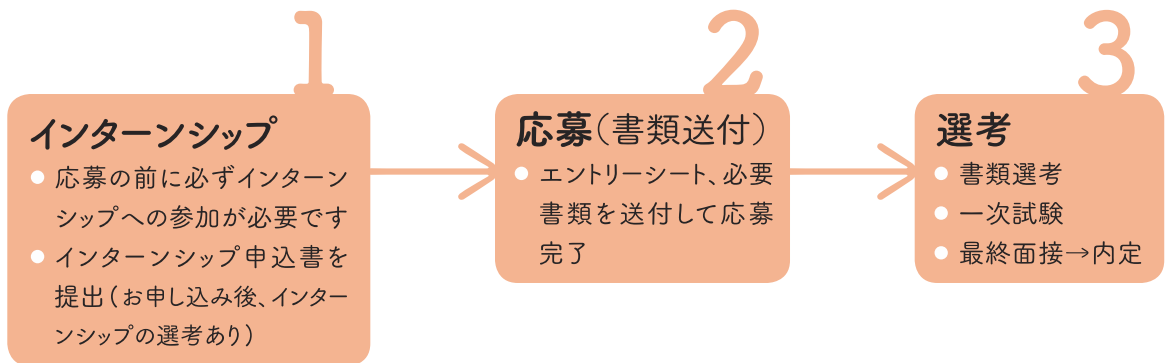 1
インターンシップ
● 応募の前に必ずインターン
シップへの参加が必要です
● インターンシップ申込書を
提出（お申し込み後、インター
ンシップの選考あり）
2
応募（書類送付）
● エントリーシート、必要
書類を送付して応募
完了
3
選考
● 書類選考
● 一次試験
● 最終面接→内定